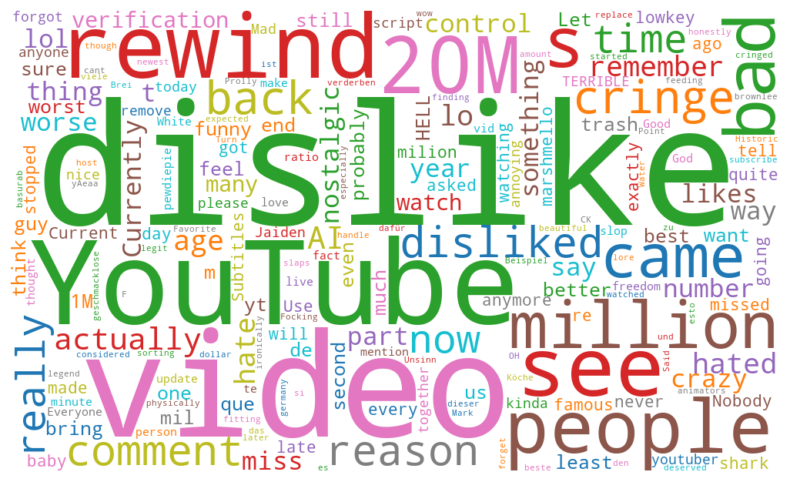 forgot
verification
Mad
still
script
wow
control
Let
replace
lowkey
honestly
lol
anyone
though
cant
newest
rewind
20M
s
time
ago
started
bad
sure
viele
ist
verderben
remember
amount
cringed
thing
t
Brei
Prolly
make
back
TERRIBLE
feeding
brownlee
worst
remove
White
today
expected
Turn
nostalgic
HELL
lo
finding
vid
something
cringe
Good
Point
Historic
worse
funny
end
probably
milion
watching
annoying
marshmello
trash
God
tell
subscribe
stopped
nice
host
pewdiepie
got
ratio
especially
year
asked
exactly
Water
quite
basurab
yAeaa
feel
many
please
love
watch
likes
way
dislike
guy
Current
Currently
day
legit
Favorite
age
Jaiden
fact
slaps
AI
even
handle
dafur
disliked
beautiful
CK
slop
best
want
think
thought
geschmacklose
F
m
subtitles
live
Use
Focking
much
say
Beispiel
zu
lore
came
going
YouTube
1M
yt
hate
ironically
anymore
better
freedom
watched
number
missed
really
actually
considered
sorting
dollar
will
part
mention
now
Unsinn
re
million
esto
und
hated
legend
update
de
second
together
us
OH
see
Said
crazy
made
minute
one
que
te
germany
si
every
dieser
Mark
Köche
animators
Everyone
physically
kinda
famous
never
Nobody
bring
person
mil
fitting
das
later
video
people
baby
comment
miss
late
es
reason
forget
beste
least
den
youtuber
deserved
shark